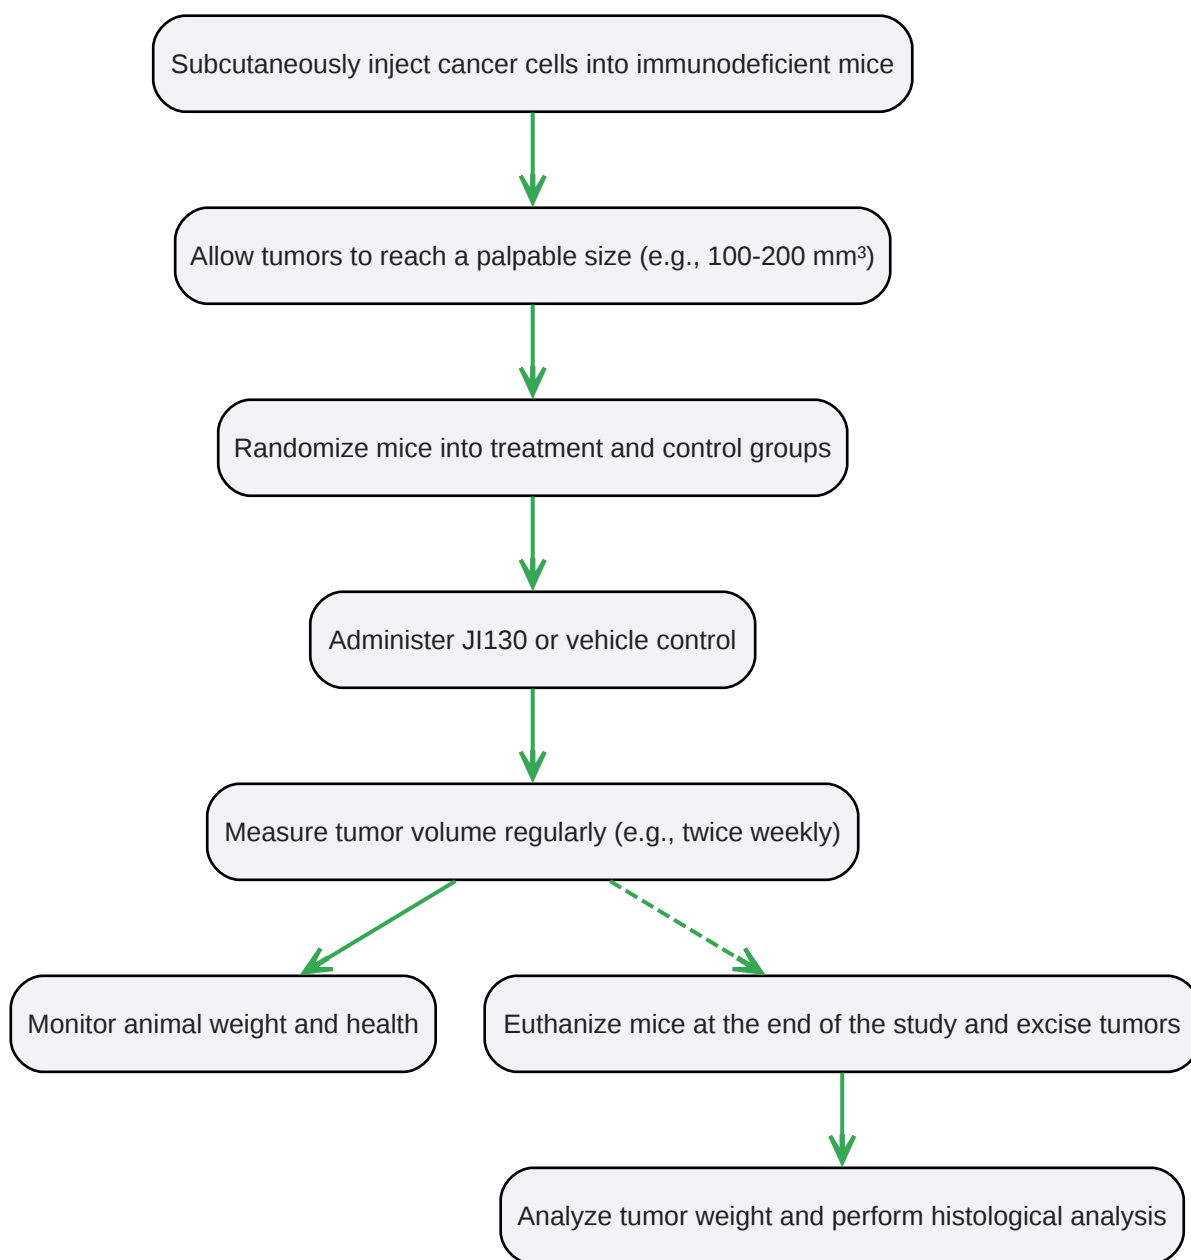 Subcutaneously inject cancer cells into immunodeficient mice
Allow tumors to reach a palpable size (e.g., 100-200 mm³)
Randomize mice into treatment and control groups
Administer JI130 or vehicle control
Measure tumor volume regularly (e.g., twice weekly)
Monitor animal weight and health
Euthanize mice at the end of the study and excise tumors
Analyze tumor weight and perform histological analysis